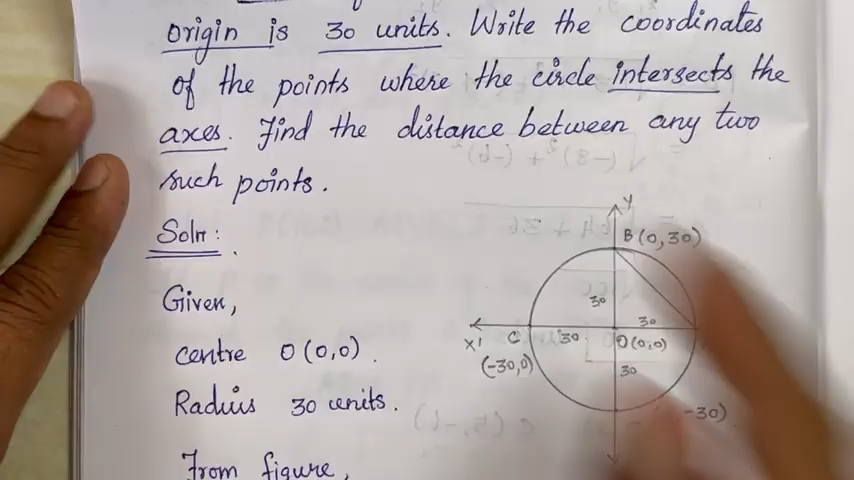 origin is 30 units. Write the coordinates
of the points where the circle intersects the
axes. Find the distance between any two
such points.
Soln:
Given,
centre O (0,0).
Radius 30 units.
From figure,
Y
B (0, 30)
30
30
X'
C
30
O (0,0)
(-30,0)
30
-30)